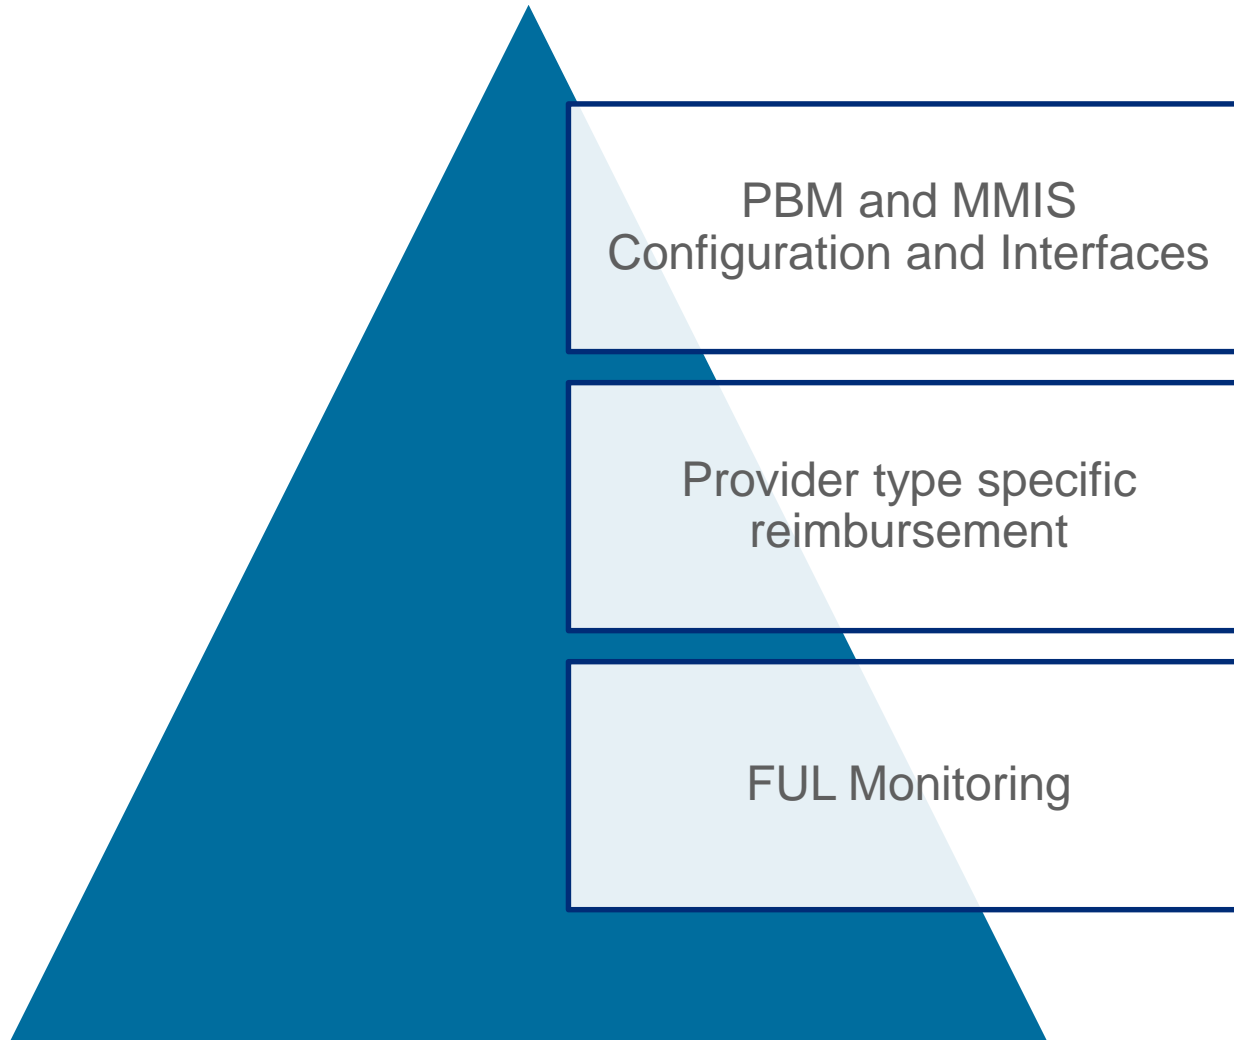 PBM and MMIS
Configuration and Interfaces
Provider type specific
reimbursement
FUL Monitoring